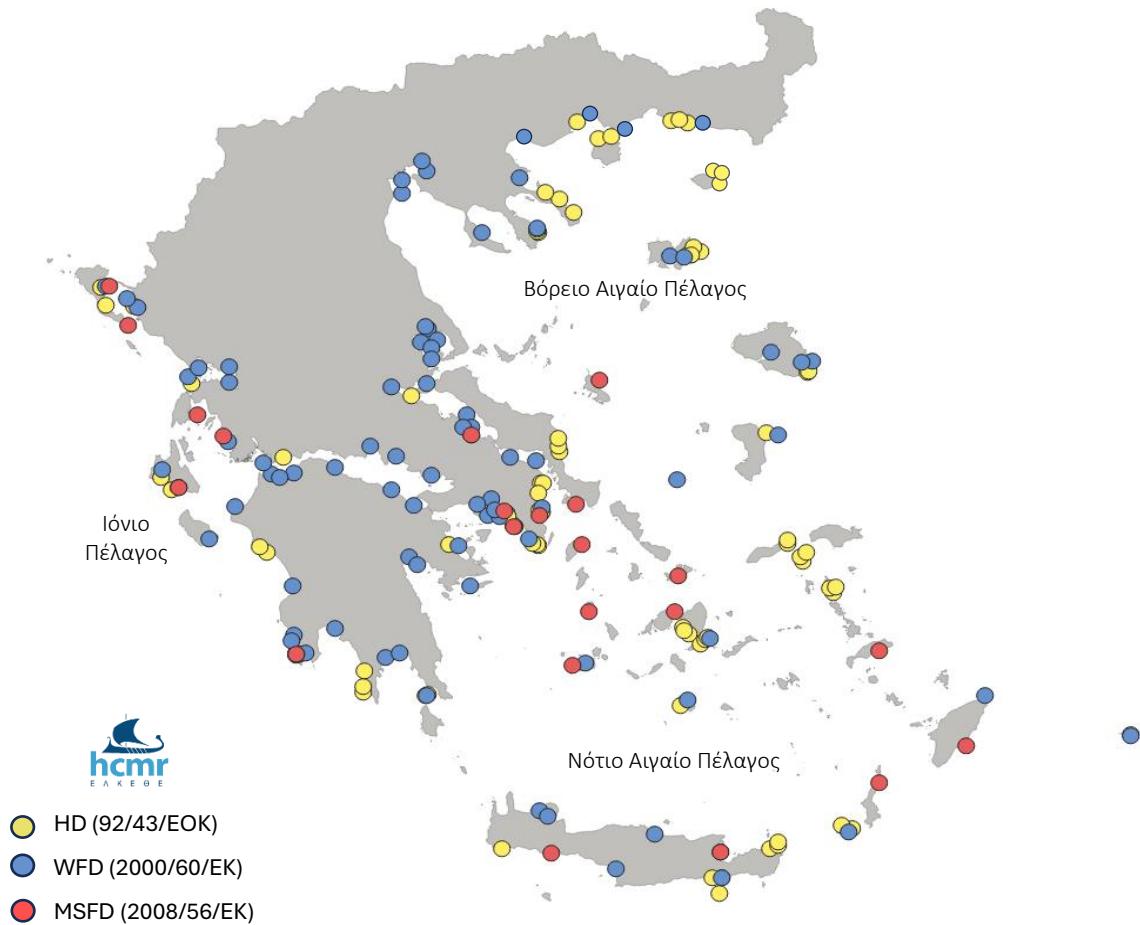 Βόρειο Αιγαίο Πέλαγος
Ιόνιο
Πέλαγος
Νότιο Αιγαίο Πέλαγος
hcmr
ΕΛΚΕΘΕ
HD (92/43/ΕΟΚ)
WFD (2000/60/ΕΚ)
MSFD (2008/56/ΕΚ)